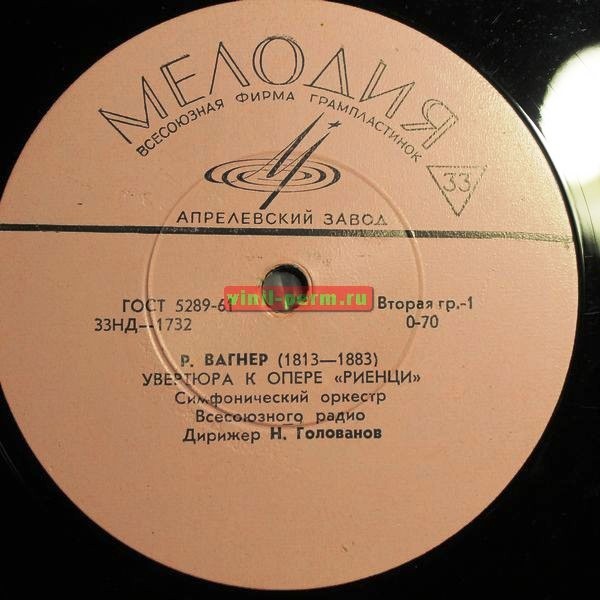 МЕЛОДИЯ
ВСЕСОЮЗНАЯ ФИРМА ГРАМПЛАСТИНОК
33
АПРЕЛЕВСКИЙ ЗАВОД
ГОСТ 5289-61
vinil-perm.ru
Вторая гр.-1
33НД--1732
0-70
Р. ВАГНЕР (1813—1883)
УВЕРТЮРА К ОПЕРЕ «РИЕНЦИ»
Симфонический оркестр
Всесоюзного радио
Дирижер Н. Голованов